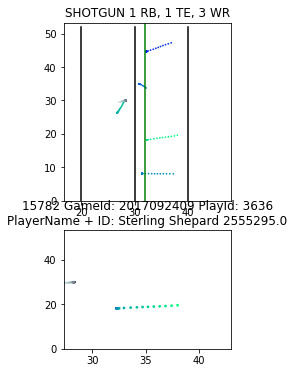 SHOTGUN 1 RB, 1 TE, 3 WR
50
40
30
20
10
0
20 30 40
15782 GameId: 2017092409 PlayId: 3636
PlayerName + ID: Sterling Shepard 2555295.0
40
20
0
30 35 40